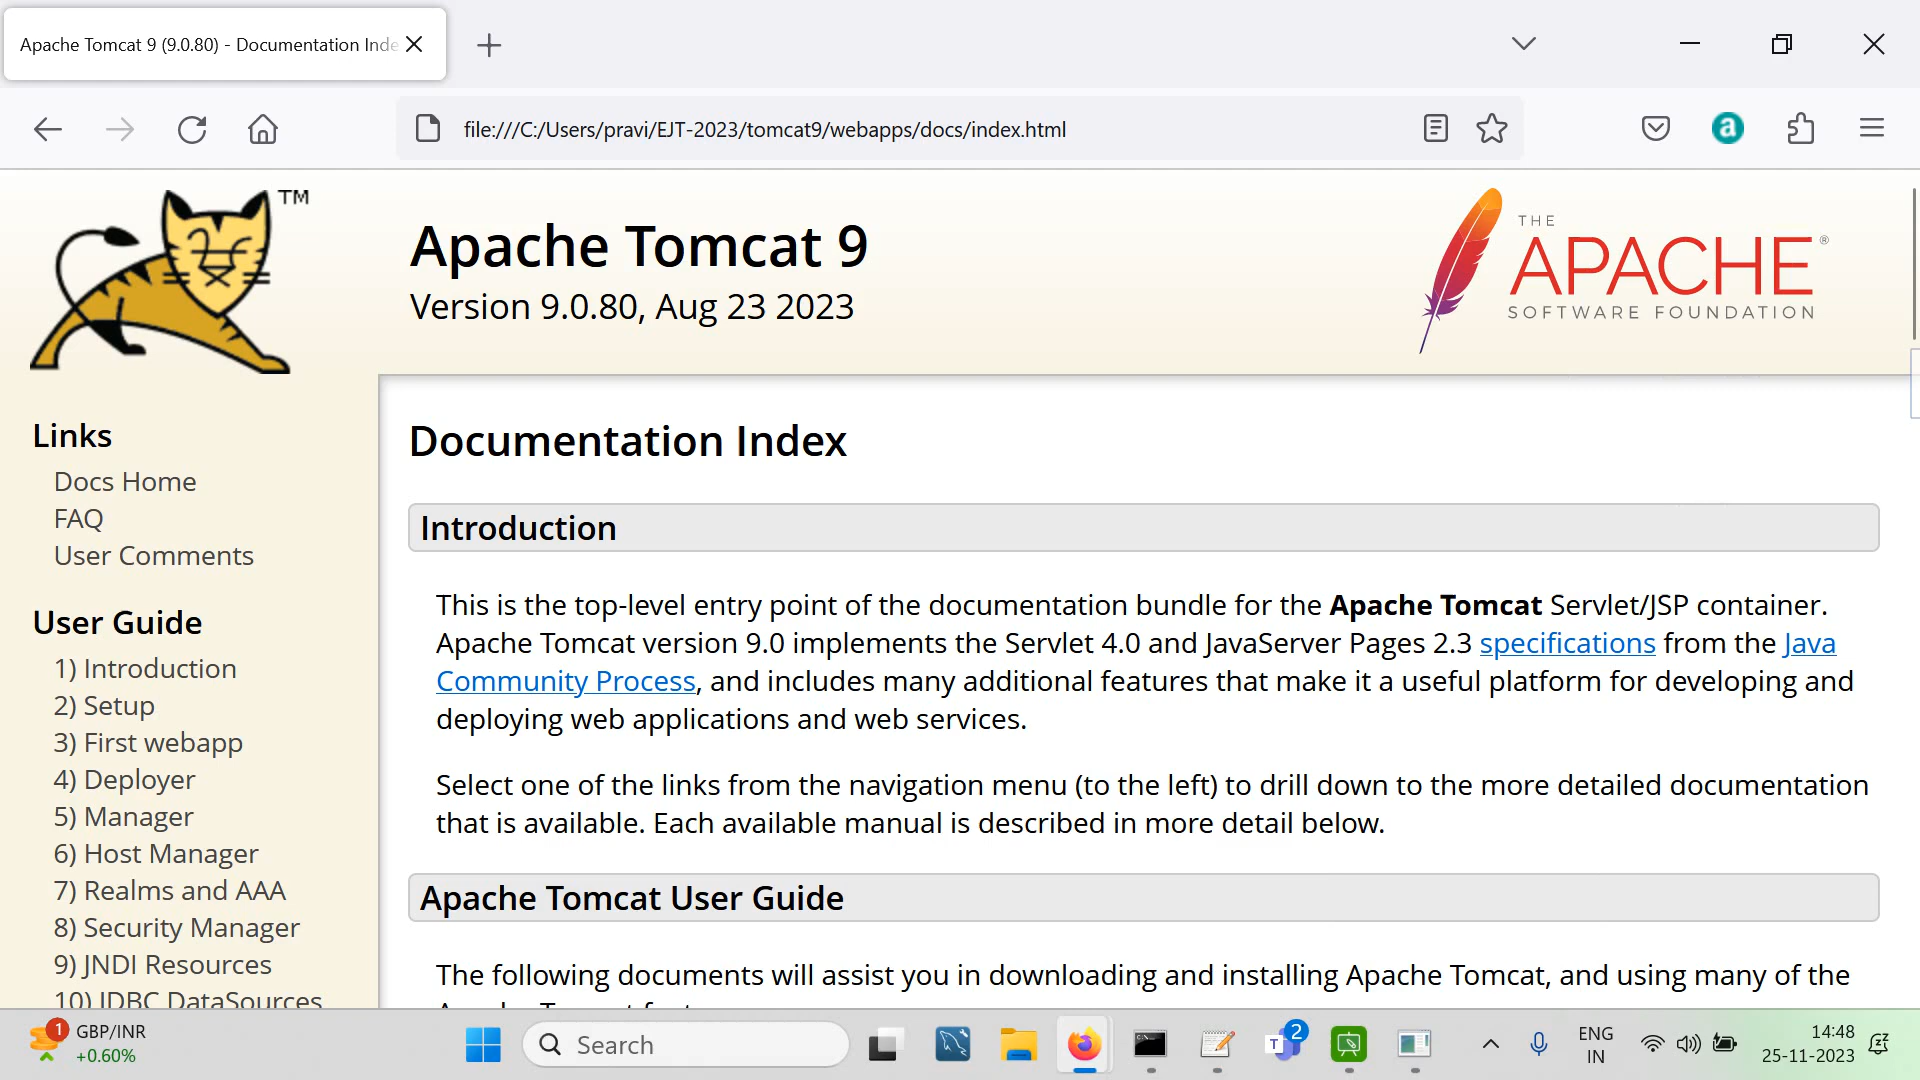 Apache Tomcat 9 (9.0.80) - Documentation Inde
file:///C:/Users/pravi/EJT-2023/tomcat9/webapps/docs/index.html
a
TM
Apache Tomcat 9
Version 9.0.80, Aug 23 2023
THE
APACHE®
SOFTWARE FOUNDATION
Links
Docs Home
FAQ
User Comments
User Guide
1) Introduction
2) Setup
3) First webapp
4) Deployer
5) Manager
6) Host Manager
7) Realms and AAA
8) Security Manager
9) JNDI Resources
10) JDBC DataSources
Documentation Index
Introduction
This is the top-level entry point of the documentation bundle for the Apache Tomcat Servlet/JSP container.
Apache Tomcat version 9.0 implements the Servlet 4.0 and JavaServer Pages 2.3 specifications from the Java
Community Process, and includes many additional features that make it a useful platform for developing and
deploying web applications and web services.
Select one of the links from the navigation menu (to the left) to drill down to the more detailed documentation
that is available. Each available manual is described in more detail below.
Apache Tomcat User Guide
The following documents will assist you in downloading and installing Apache Tomcat, and using many of the
1
GBP/INR
+0.60%
Search
T
2
ENG
IN
14:48
25-11-2023